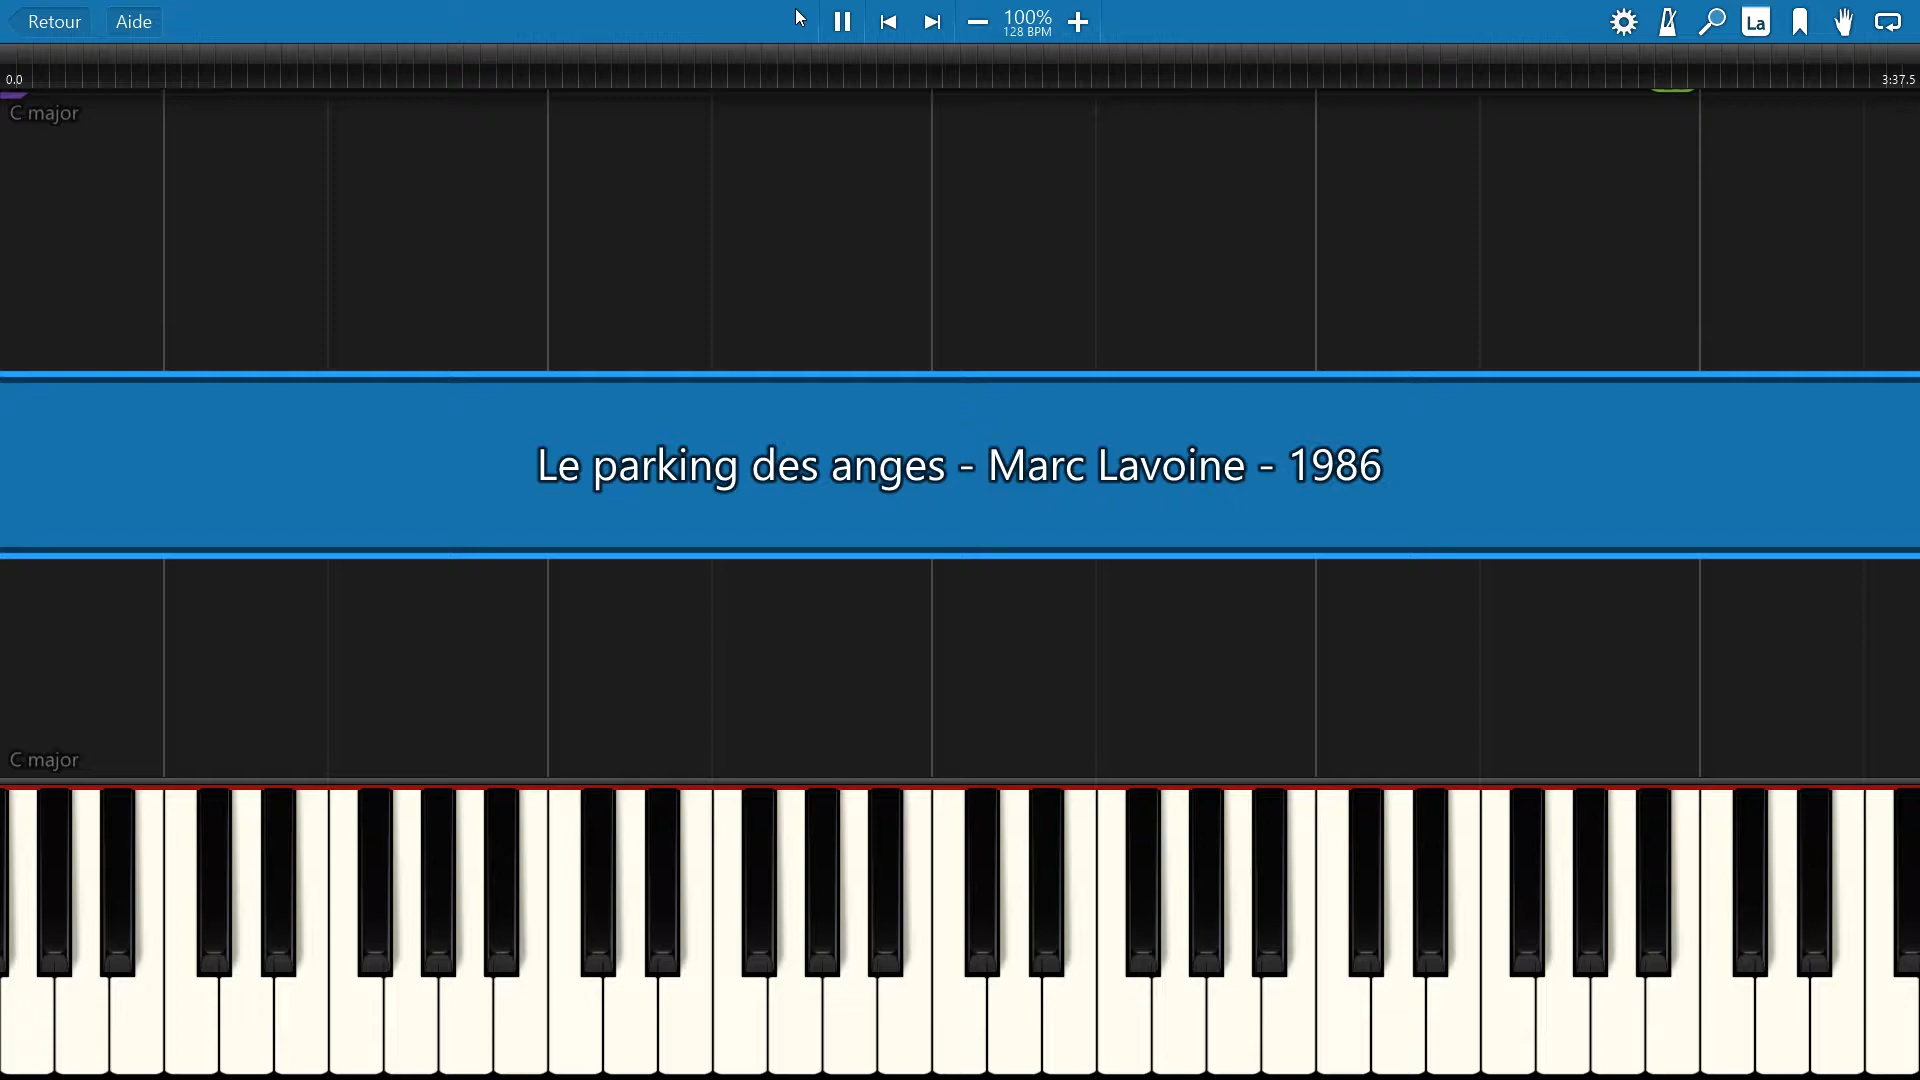 Retour Aide 100%
128 BPM
La
0.0 3:37.5
C major
Le parking des anges - Marc Lavoine - 1986
C major